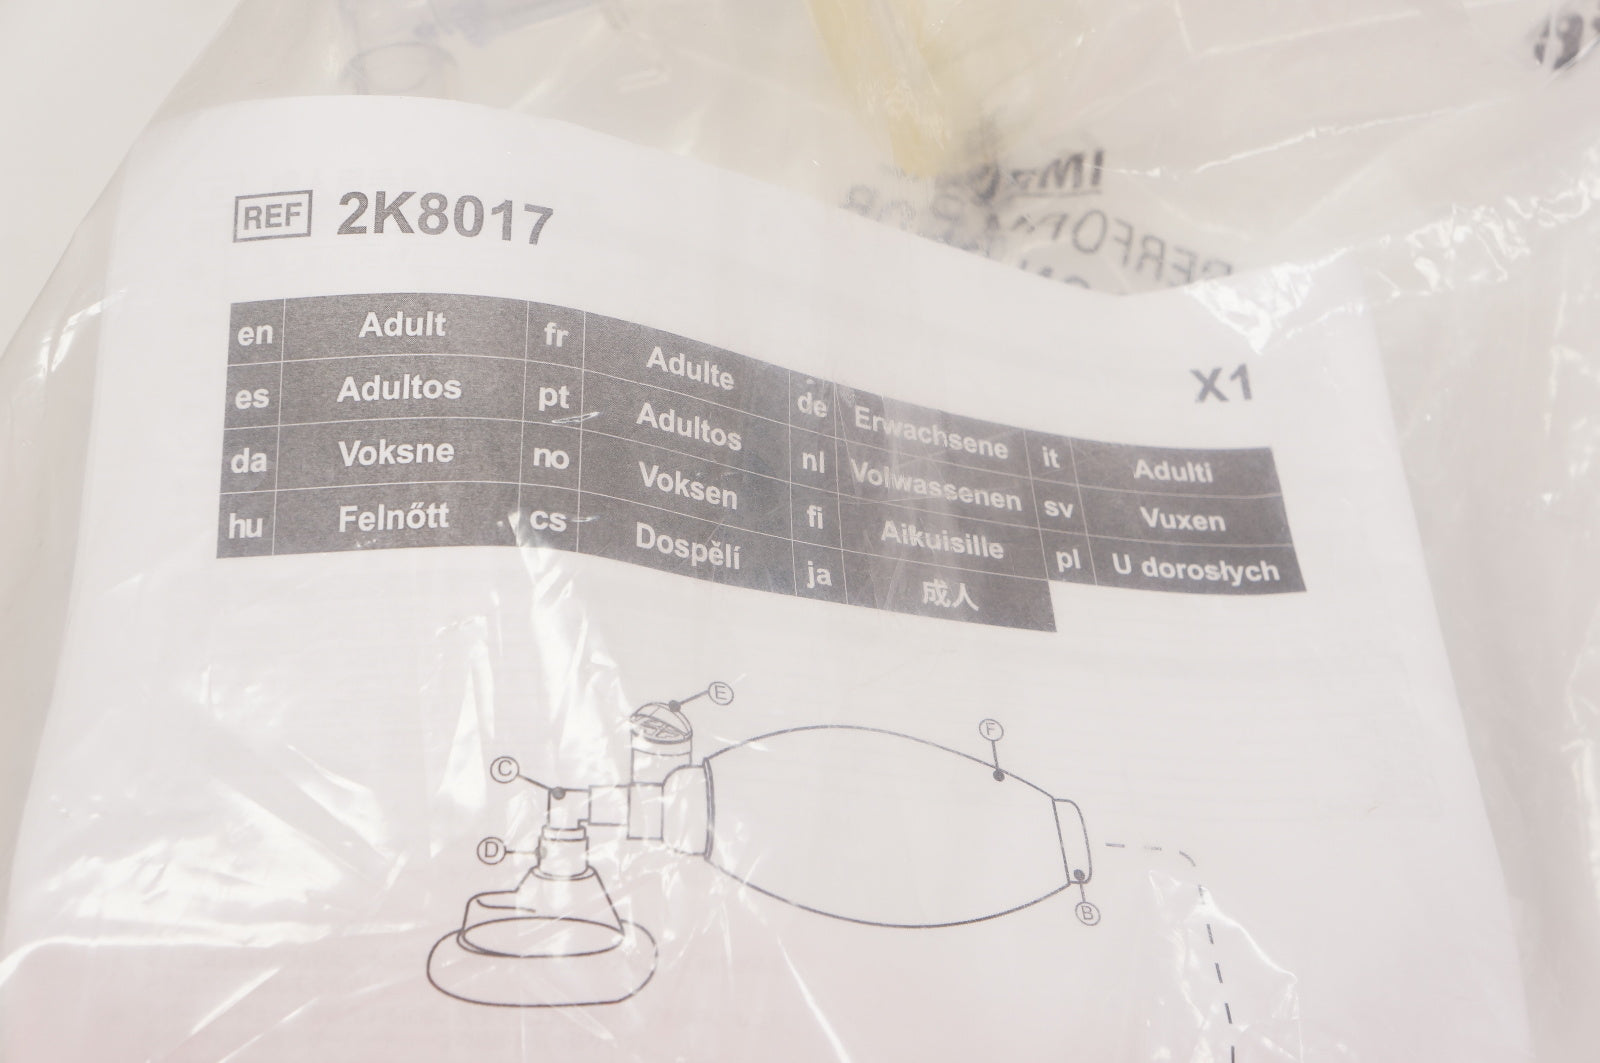 REF 2K8017
X1
en Adult fr Adulte de Erwachsene it Adulti
es Adultos pt Adultos nl Volwassenen sv Vuxen
da Voksne no Voksen fi Aikuisille pl U dorosłych
hu Felnőtt cs Dospělí ja 成人
E
F
C
D
B